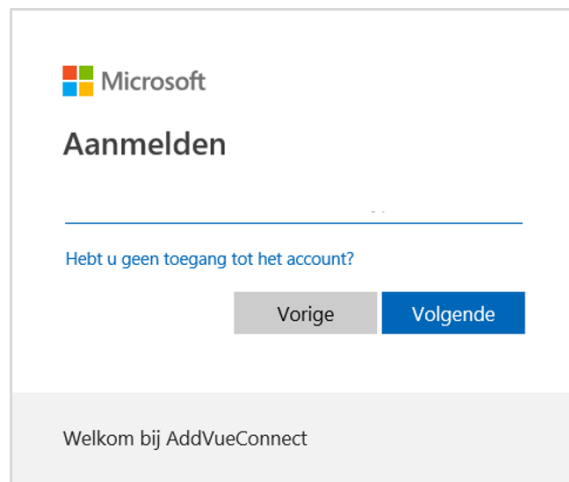 Microsoft
Aanmelden
Hebt u geen toegang tot het account?
Vorige
Volgende
Welkom bij AddVueConnect